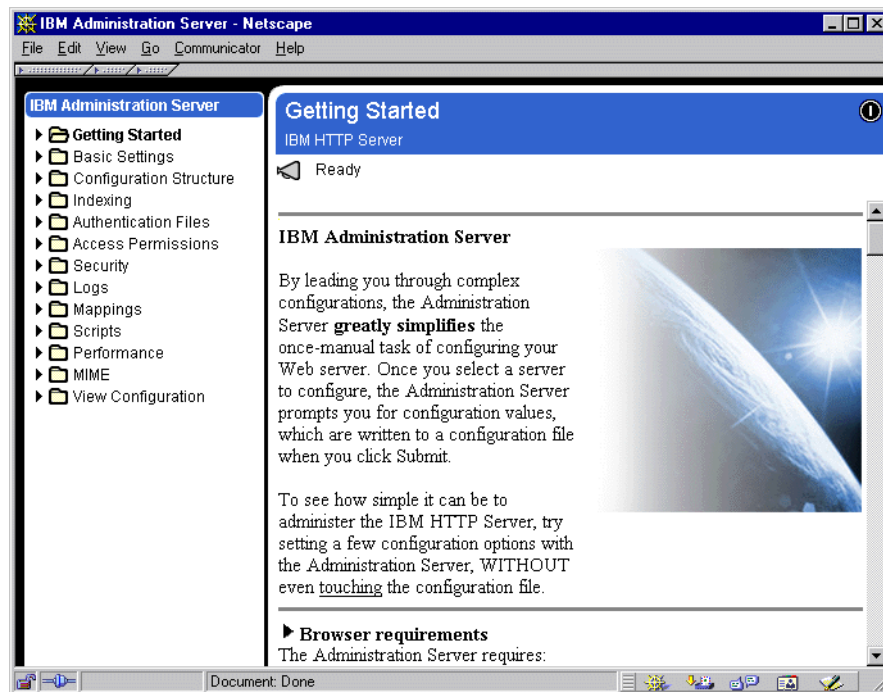 IBM Administration Server - Netscape
File Edit View Go Communicator Help
IBM Administration Server
Getting Started
Basic Settings
Configuration Structure
Indexing
Authentication Files
Access Permissions
Security
Logs
Mappings
Scripts
Performance
MIME
View Configuration
Getting Started
IBM HTTP Server
Ready
IBM Administration Server
By leading you through complex
configurations, the Administration
Server greatly simplifies the
once-manual task of configuring your
Web server. Once you select a server
to configure, the Administration Server
prompts you for configuration values,
which are written to a configuration file
when you click Submit.
To see how simple it can be to
administer the IBM HTTP Server, try
setting a few configuration options with
the Administration Server, WITHOUT
even touching the configuration file.
Browser requirements
The Administration Server requires:
Document: Done